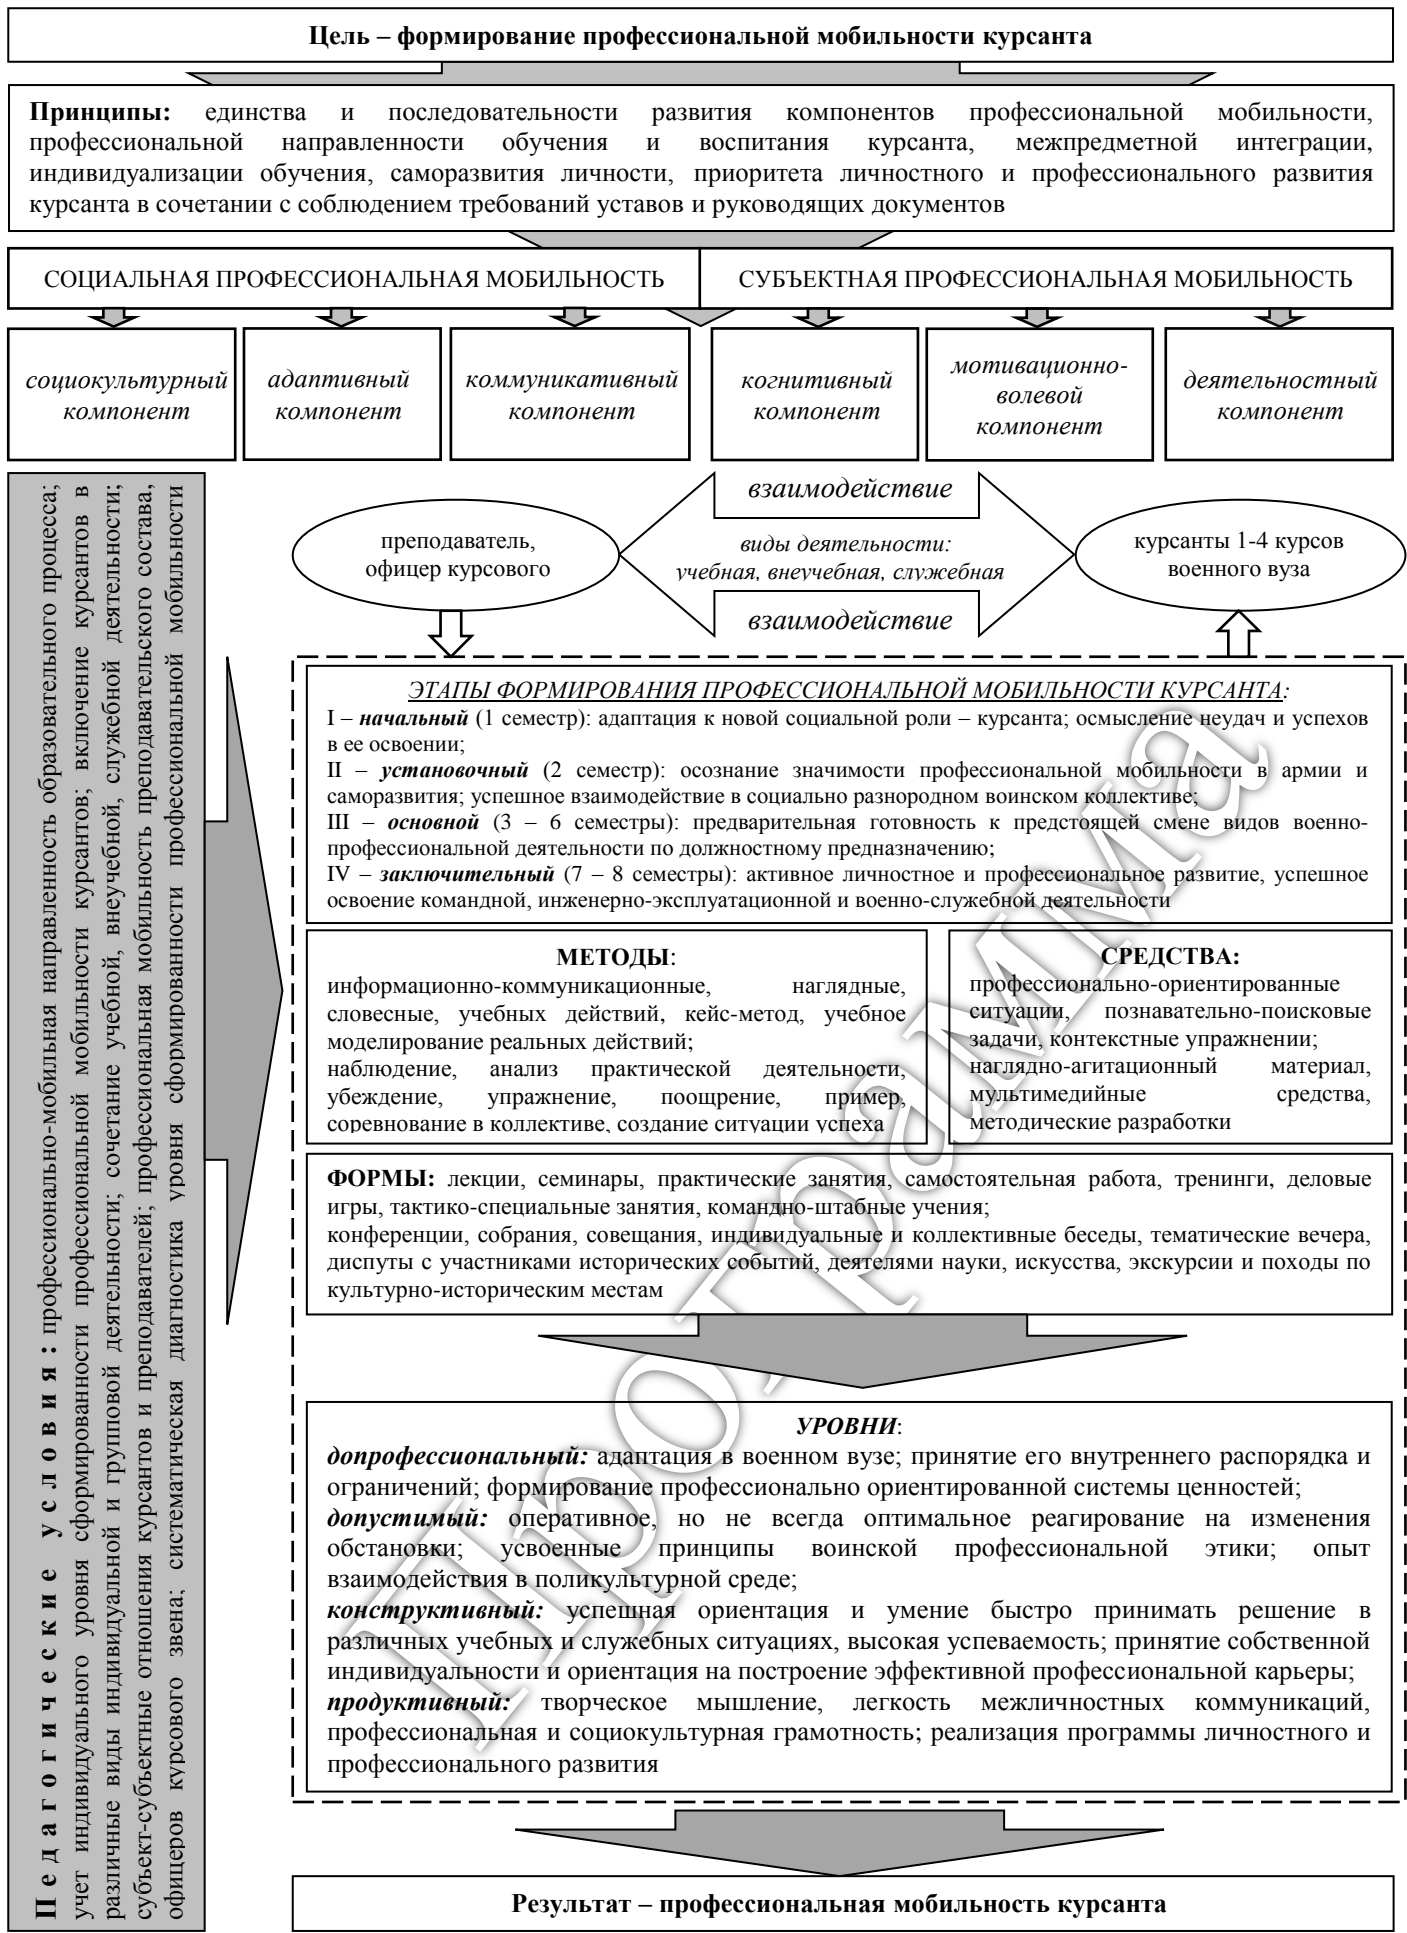 Цель – формирование профессиональной мобильности курсанта
Принципы: единства и последовательности развития компонентов профессиональной мобильности,
профессиональной направленности обучения и воспитания курсанта, межпредметной интеграции,
индивидуализации обучения, саморазвития личности, приоритета личностного и профессионального развития
курсанта в сочетании с соблюдением требований уставов и руководящих документов
СОЦИАЛЬНАЯ ПРОФЕССИОНАЛЬНАЯ МОБИЛЬНОСТЬ
СУБЪЕКТНАЯ ПРОФЕССИОНАЛЬНАЯ МОБИЛЬНОСТЬ
социокультурный
компонент
адаптивный
компонент
коммуникативный
компонент
когнитивный
компонент
мотивационно-
волевой
компонент
деятельностный
компонент
Педагогические условия: профессионально-мобильная направленность образовательного процесса;
учет индивидуального уровня сформированности профессиональной мобильности курсантов; включение курсантов в
различные виды индивидуальной и групповой деятельности; сочетание учебной, внеучебной, служебной деятельности;
субъект-субъектные отношения курсантов и преподавателей; профессиональная мобильность преподавательского состава,
офицеров курсового звена; систематическая диагностика уровня сформированности профессиональной мобильности
преподаватель,
офицер курсового
взаимодействие
виды деятельности:
учебная, внеучебная, служебная
взаимодействие
курсанты 1-4 курсов
военного вуза
ЭТАПЫ ФОРМИРОВАНИЯ ПРОФЕССИОНАЛЬНОЙ МОБИЛЬНОСТИ КУРСАНТА:
I – начальный (1 семестр): адаптация к новой социальной роли – курсанта; осмысление неудач и успехов
в ее освоении;
II – установочный (2 семестр): осознание значимости профессиональной мобильности в армии и
саморазвития; успешное взаимодействие в социально разнородном воинском коллективе;
III – основной (3 – 6 семестры): предварительная готовность к предстоящей смене видов военно-
профессиональной деятельности по должностному предназначению;
IV – заключительный (7 – 8 семестры): активное личностное и профессиональное развитие, успешное
освоение командной, инженерно-эксплуатационной и военно-служебной деятельности
МЕТОДЫ:
информационно-коммуникационные, наглядные,
словесные, учебных действий, кейс-метод, учебное
моделирование реальных действий;
наблюдение, анализ практической деятельности,
убеждение, упражнение, поощрение, пример,
соревнование в коллективе, создание ситуации успеха
СРЕДСТВА:
профессионально-ориентированные
ситуации, познавательно-поисковые
задачи, контекстные упражнении;
наглядно-агитационный материал,
мультимедийные средства,
методические разработки
ФОРМЫ: лекции, семинары, практические занятия, самостоятельная работа, тренинги, деловые
игры, тактико-специальные занятия, командно-штабные учения;
конференции, собрания, совещания, индивидуальные и коллективные беседы, тематические вечера,
диспуты с участниками исторических событий, деятелями науки, искусства, экскурсии и походы по
культурно-историческим местам
Программа
УРОВНИ:
допрофессиональный: адаптация в военном вузе; принятие его внутреннего распорядка и
ограничений; формирование профессионально ориентированной системы ценностей;
допустимый: оперативное, но не всегда оптимальное реагирование на изменения
обстановки; усвоенные принципы воинской профессиональной этики; опыт
взаимодействия в поликультурной среде;
конструктивный: успешная ориентация и умение быстро принимать решение в
различных учебных и служебных ситуациях, высокая успеваемость; принятие собственной
индивидуальности и ориентация на построение эффективной профессиональной карьеры;
продуктивный: творческое мышление, легкость межличностных коммуникаций,
профессиональная и социокультурная грамотность; реализация программы личностного и
профессионального развития
Результат – профессиональная мобильность курсанта